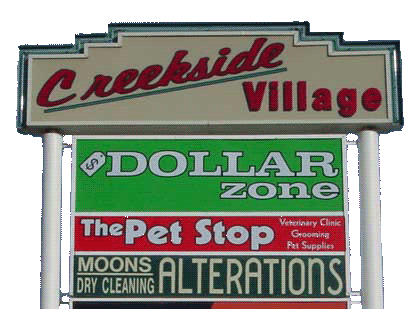 Creekside
Village
$ DOLLAR
zone
The Pet Stop
Veterinary Clinic
Grooming
Pet Supplies
MOONS
DRY CLEANING
ALTERATIONS